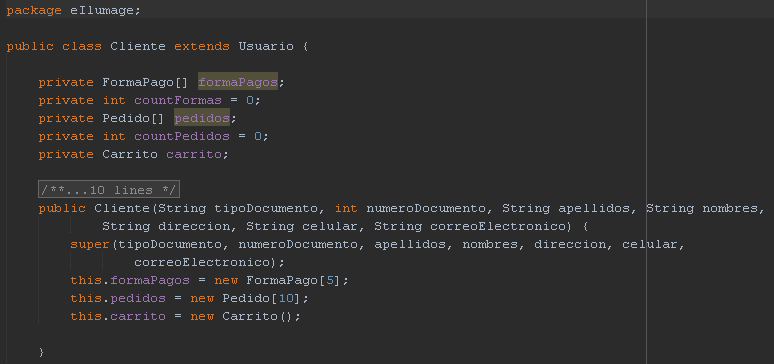 package eIlumage;
public class Cliente extends Usuario {
private FormaPago[] formaPagos;
private int countFormas = 0;
private Pedido[] pedidos;
private int countPedidos = 0;
private Carrito carrito;
/**...10 lines */
public Cliente(String tipoDocumento, int numeroDocumento, String apellidos, String nombres,
String direccion, String celular, String correoElectronico) {
super(tipoDocumento, numeroDocumento, apellidos, nombres, direccion, celular,
correoElectronico);
this.formaPagos = new FormaPago[5];
this.pedidos = new Pedido[10];
this.carrito = new Carrito();
}